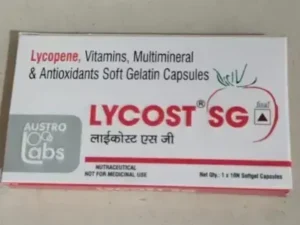 Lycopene, Vitamins, Multimineral
& Antioxidants Soft Gelatin Capsules
LYCOST® SG
लाईकोस्ट एस जी
AUSTRO
Labs
NUTRACEUTICAL
NOT FOR MEDICINAL USE
Net Qty.: 1 x 10N Softgel Capsules